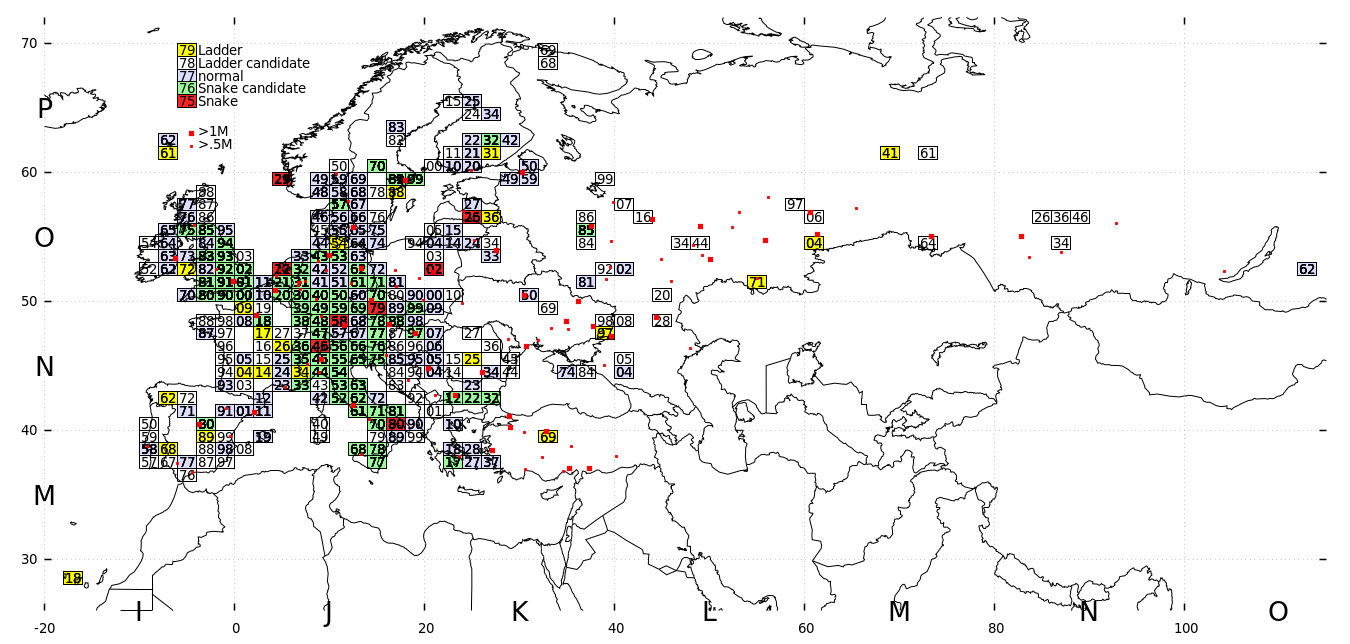 70
79 Ladder
69
78 Ladder candidate
68
77 normal
76 Snake candidate
75 Snake
15 25
P
24 34
83
>1M
62 82 22 32 42
>.5M
61 11 21 31 41 61
60
50 70 00 10 20 50
29 49 59 69 89 99 49 59 99
98 48 58 68 78 88
77 87 57 67 27 07 97
76 86 46 56 66 76 26 36 86 16 06 26 36 46
65 75 85 95 05 15 85
O
54 64 84 94 44 64 74 94 04 14 24 34 84 34 44 04 64 34
63 73 83 93 03 33 43 53 63 03 33
52 62 72 82 92 02 22 32 42 52 62 72 02 92 02 62
81 91 01 11 21 31 41 51 61 71 81 81 71
50
70 80 90 00 10 20 30 40 50 60 70 80 90 00 10 50 20
09 19 39 49 59 69 79 89 99 09 69
88 98 08 18 38 48 58 68 78 88 98 98 08 28
87 97 17 27 37 47 57 67 77 87 97 07 27 97
96 16 26 36 46 56 66 76 86 96 06 36
N
95 05 15 25 35 45 55 65 75 85 95 05 15 25 43 05
94 04 14 24 34 44 54 84 94 04 14 34 44 74 84 04
93 03 23 33 43 53 63 83 23
62 72 12 42 52 62 72 92 12 22 32
71 91 01 11 61 71 81 01
40
50 30 40 70 80 90 10
59 89 99 19 49 79 89 99 69
58 68 88 98 08 68 78 18 28
57 67 77 87 97 77 17 27 37
76
M
30
18
I J K L M N O
-20 0 20 40 60 80 100